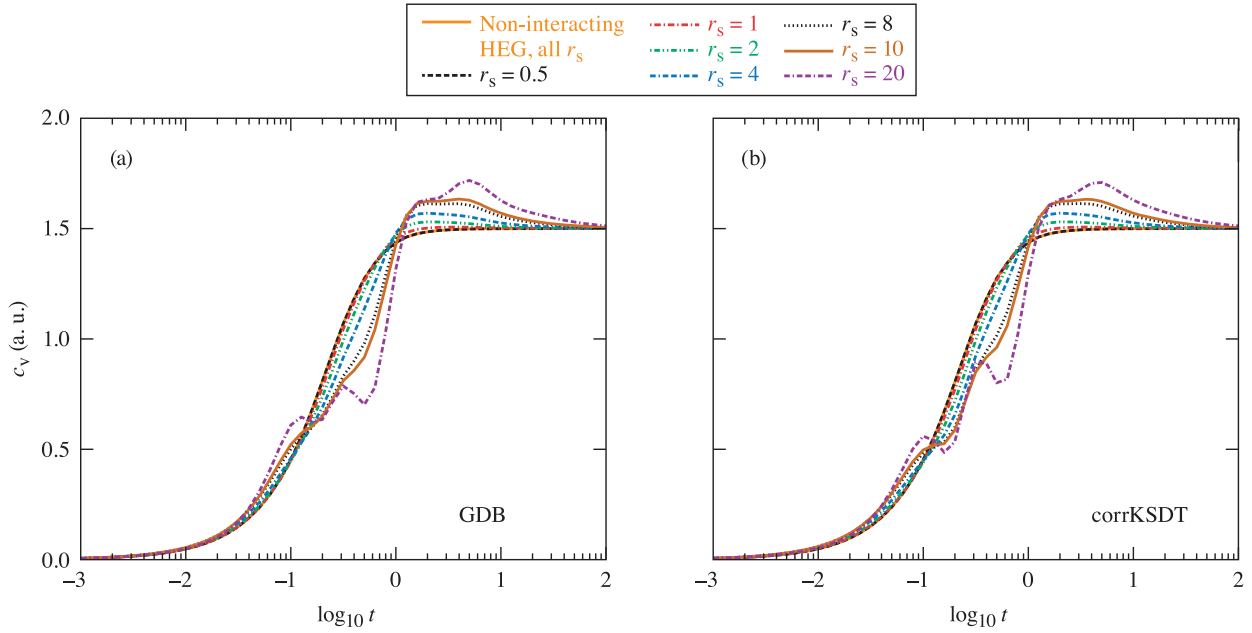 Non-interacting
HEG, all rₛ
rₛ = 0.5
rₛ = 1
rₛ = 2
rₛ = 4
rₛ = 8
rₛ = 10
rₛ = 20
(a)
2.0
1.5
1.0
0.5
0.0
cᵥ (a. u.)
GDB
−3 −2 −1 0 1 2
log₁₀ t
(b)
corrKSDT
−3 −2 −1 0 1 2
log₁₀ t